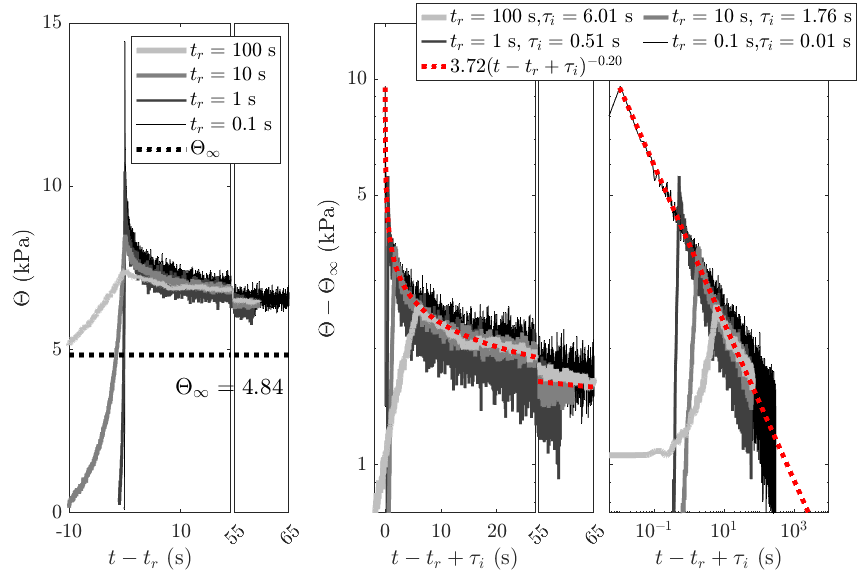 15
10
5
0
Θ (kPa)
t_r = 100 s
t_r = 10 s
t_r = 1 s
t_r = 0.1 s
Θ_∞
Θ_∞ = 4.84
-10
10
55
65
t − t_r (s)
t_r = 100 s,τ_i = 6.01 s
t_r = 10 s, τ_i = 1.76 s
t_r = 1 s, τ_i = 0.51 s
t_r = 0.1 s,τ_i = 0.01 s
3.72(t − t_r + τ_i)^{−0.20}
10
5
1
Θ − Θ_∞ (kPa)
0
10
20
55
65
t − t_r + τ_i (s)
10^{−1}
10^1
10^3
t − t_r + τ_i (s)